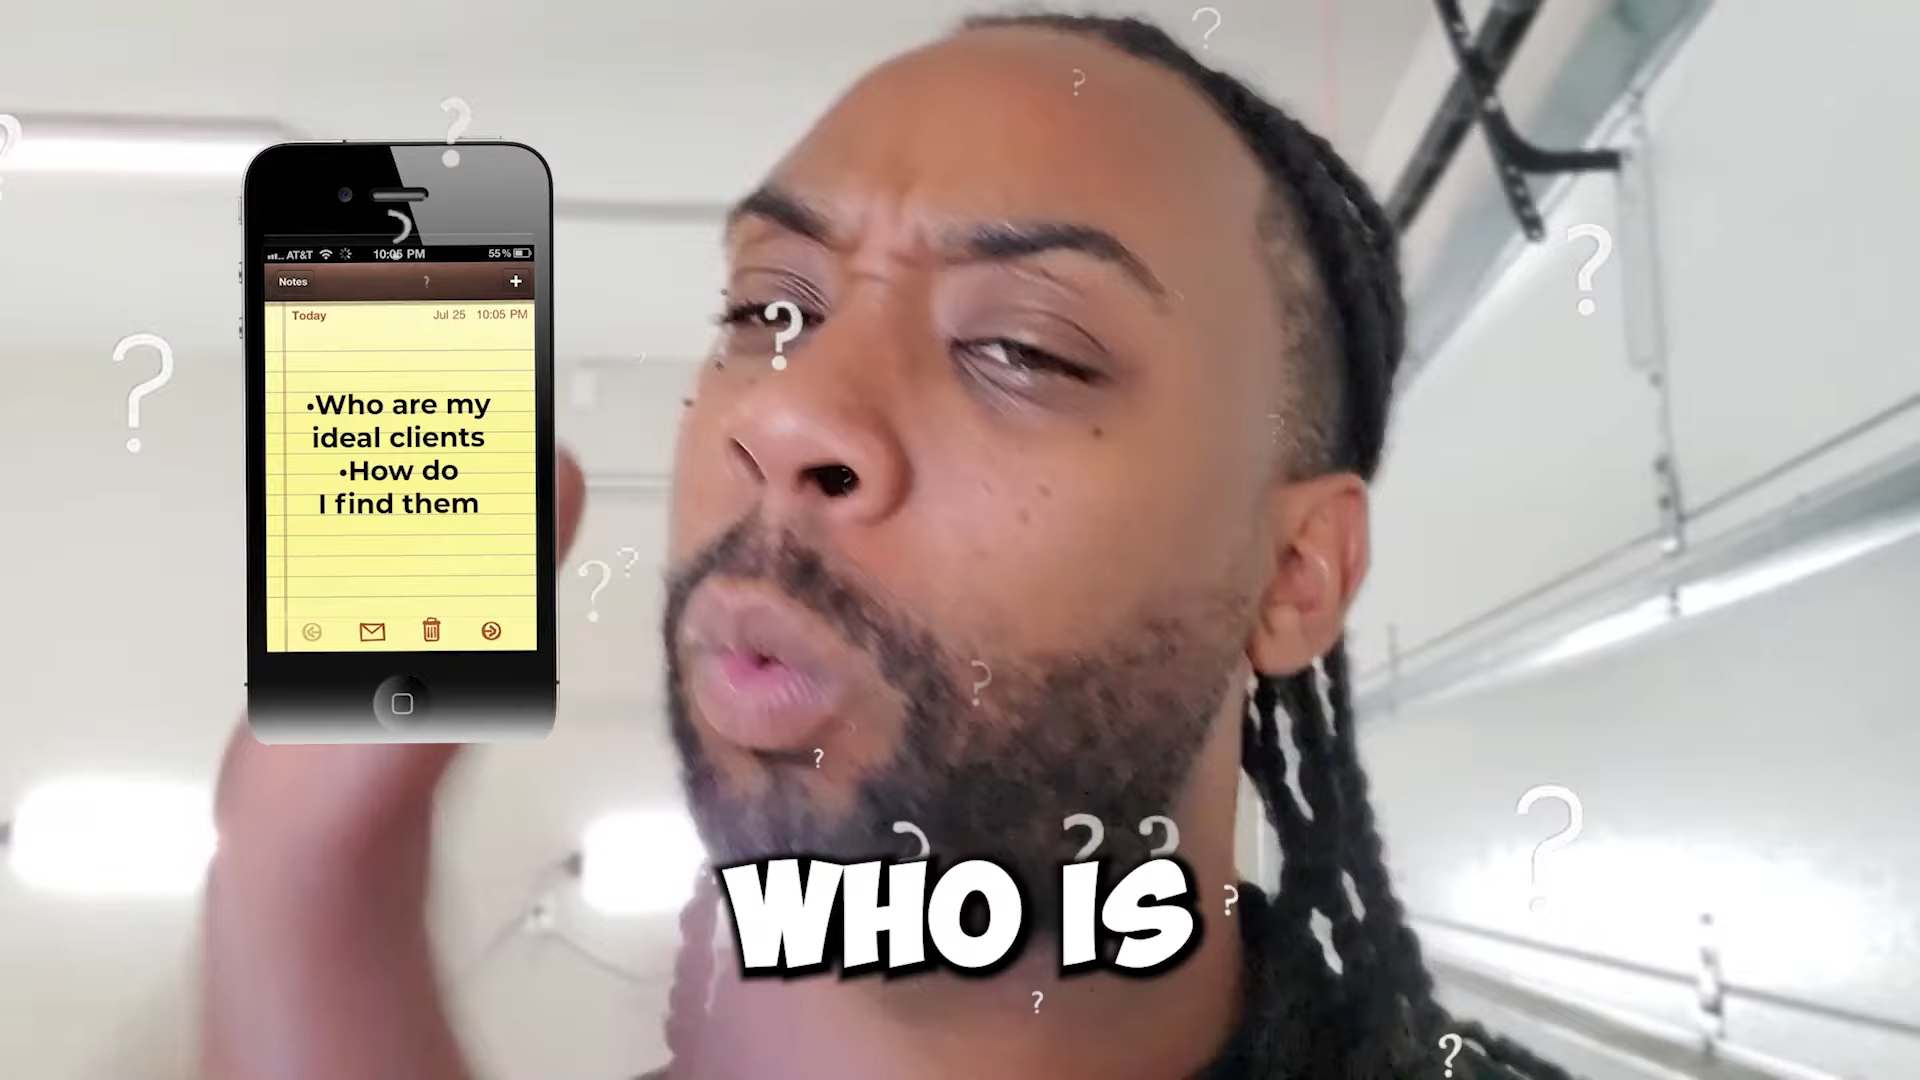 AT&T 10:05 PM 55%
Notes ? +
Today Jul 25 10:05 PM
•Who are my
ideal clients
•How do
I find them
WHO IS